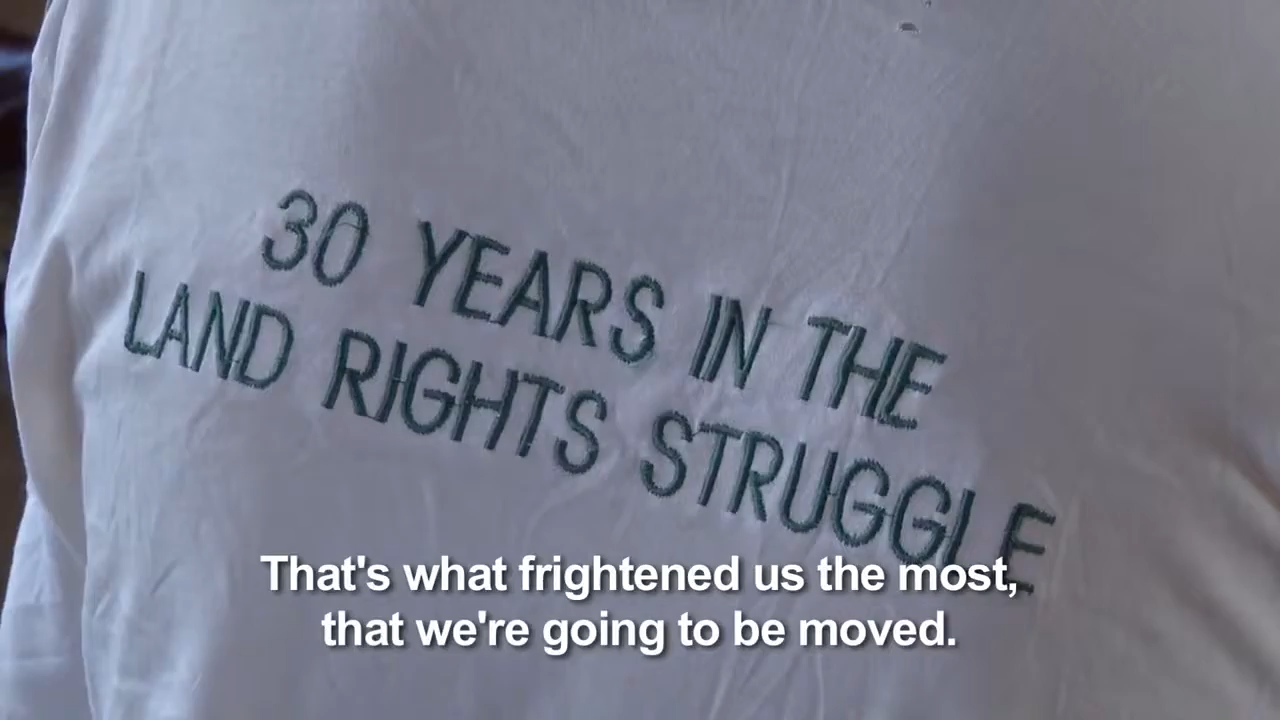 30 YEARS IN THE
LAND RIGHTS STRUGGLE
That's what frightened us the most,
that we're going to be moved.